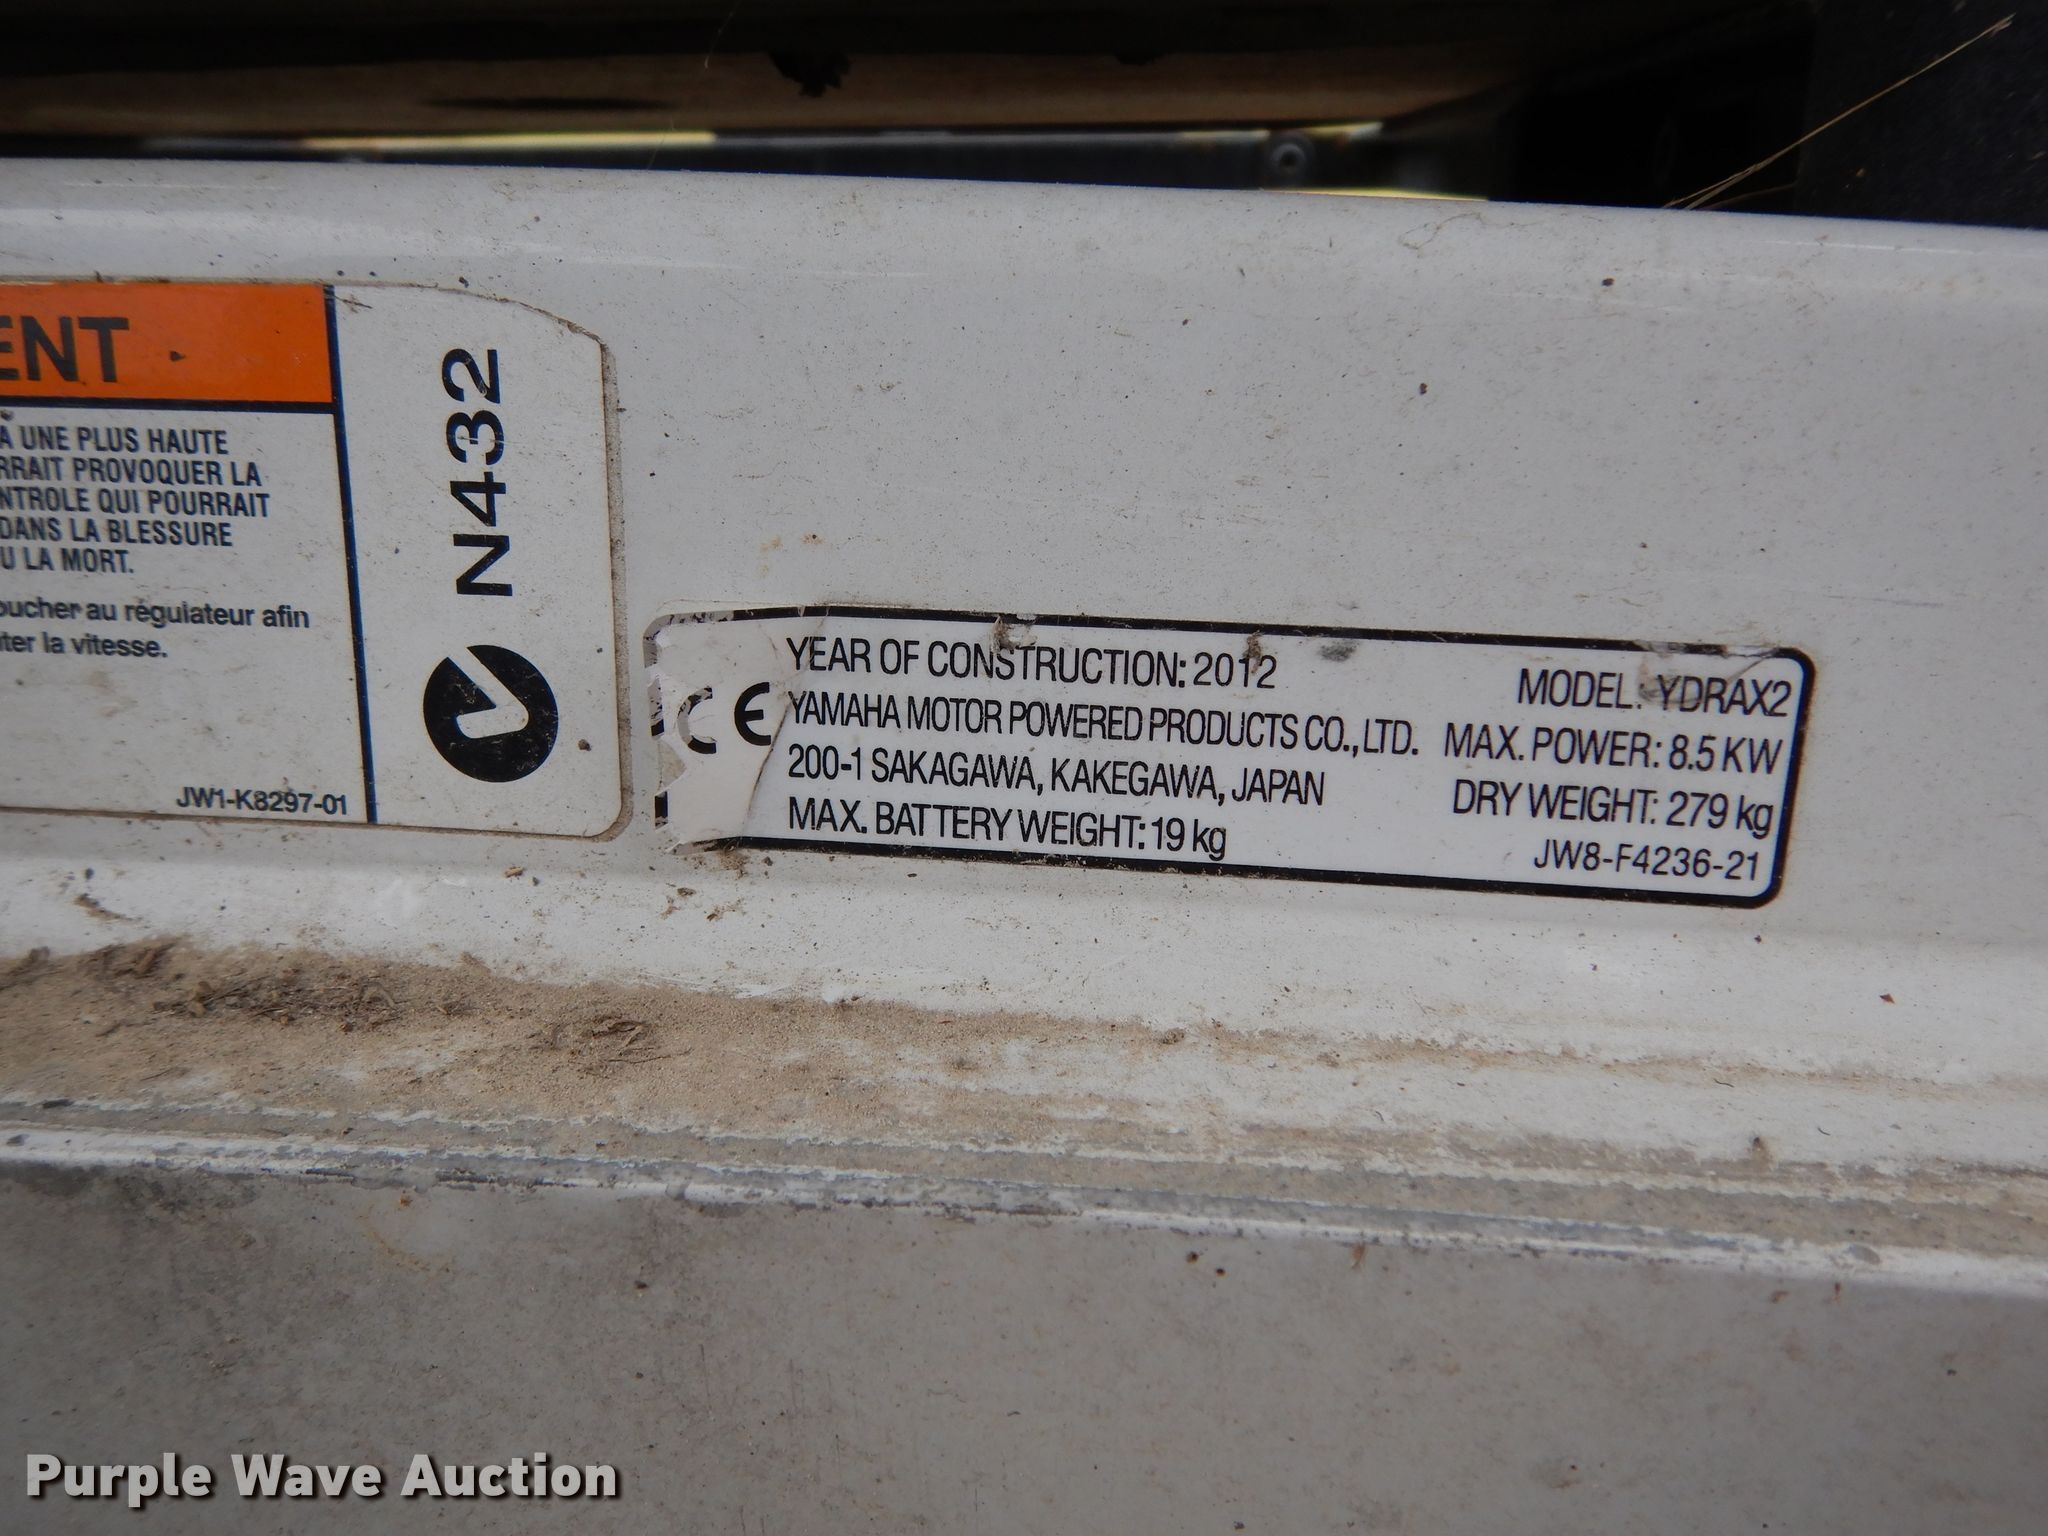 ENT
À UNE PLUS HAUTE
RRAIT PROVOQUER LA
NTROLE QUI POURRAIT
DANS LA BLESSURE
U LA MORT.
oucher au régulateur afin
ter la vitesse.
JW1-K8297-01
N432
CE
YEAR OF CONSTRUCTION: 2012
YAMAHA MOTOR POWERED PRODUCTS CO., LTD.
200-1 SAKAGAWA, KAKEGAWA, JAPAN
MAX. BATTERY WEIGHT: 19 kg
MODEL: YDRAX2
MAX. POWER: 8.5 KW
DRY WEIGHT: 279 kg
JW8-F4236-21
Purple Wave Auction